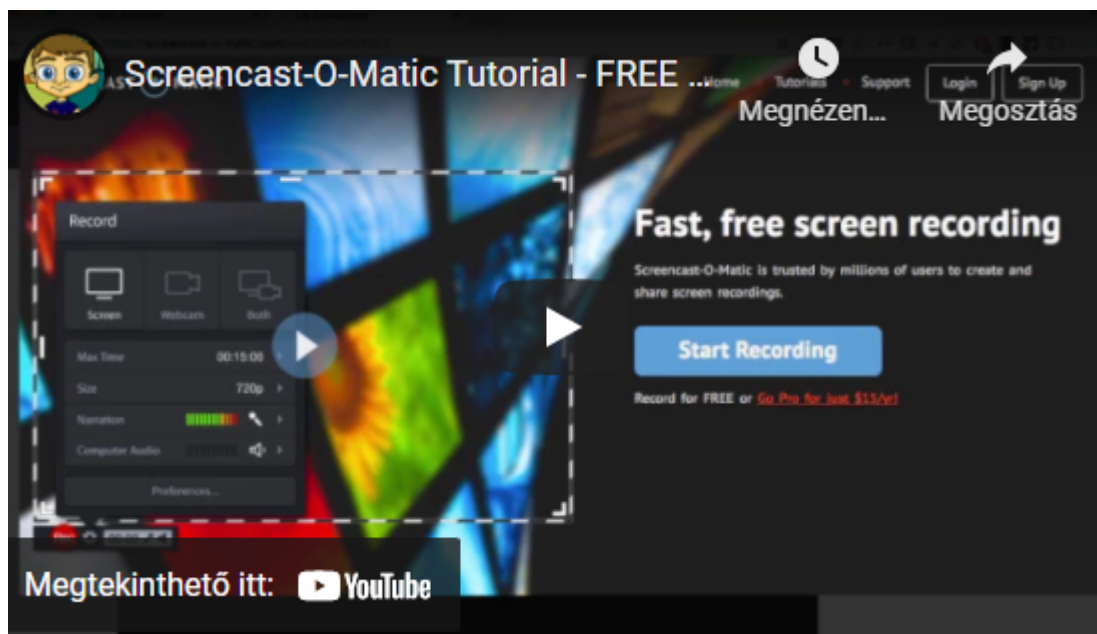 Screencast-O-Matic Tutorial - FREE ...
Home Tutorials Support Login Sign Up
Megnézen... Megosztás
Record
Screen Webcam Both
Max Time 00:15:00
Size 720p
Narration
Computer Audio
Preferences...
Fast, free screen recording
Screencast-O-Matic is trusted by millions of users to create and
share screen recordings.
Start Recording
Record for FREE or Go Pro for just $15/yr!
Rec
Megtekinthető itt: YouTube